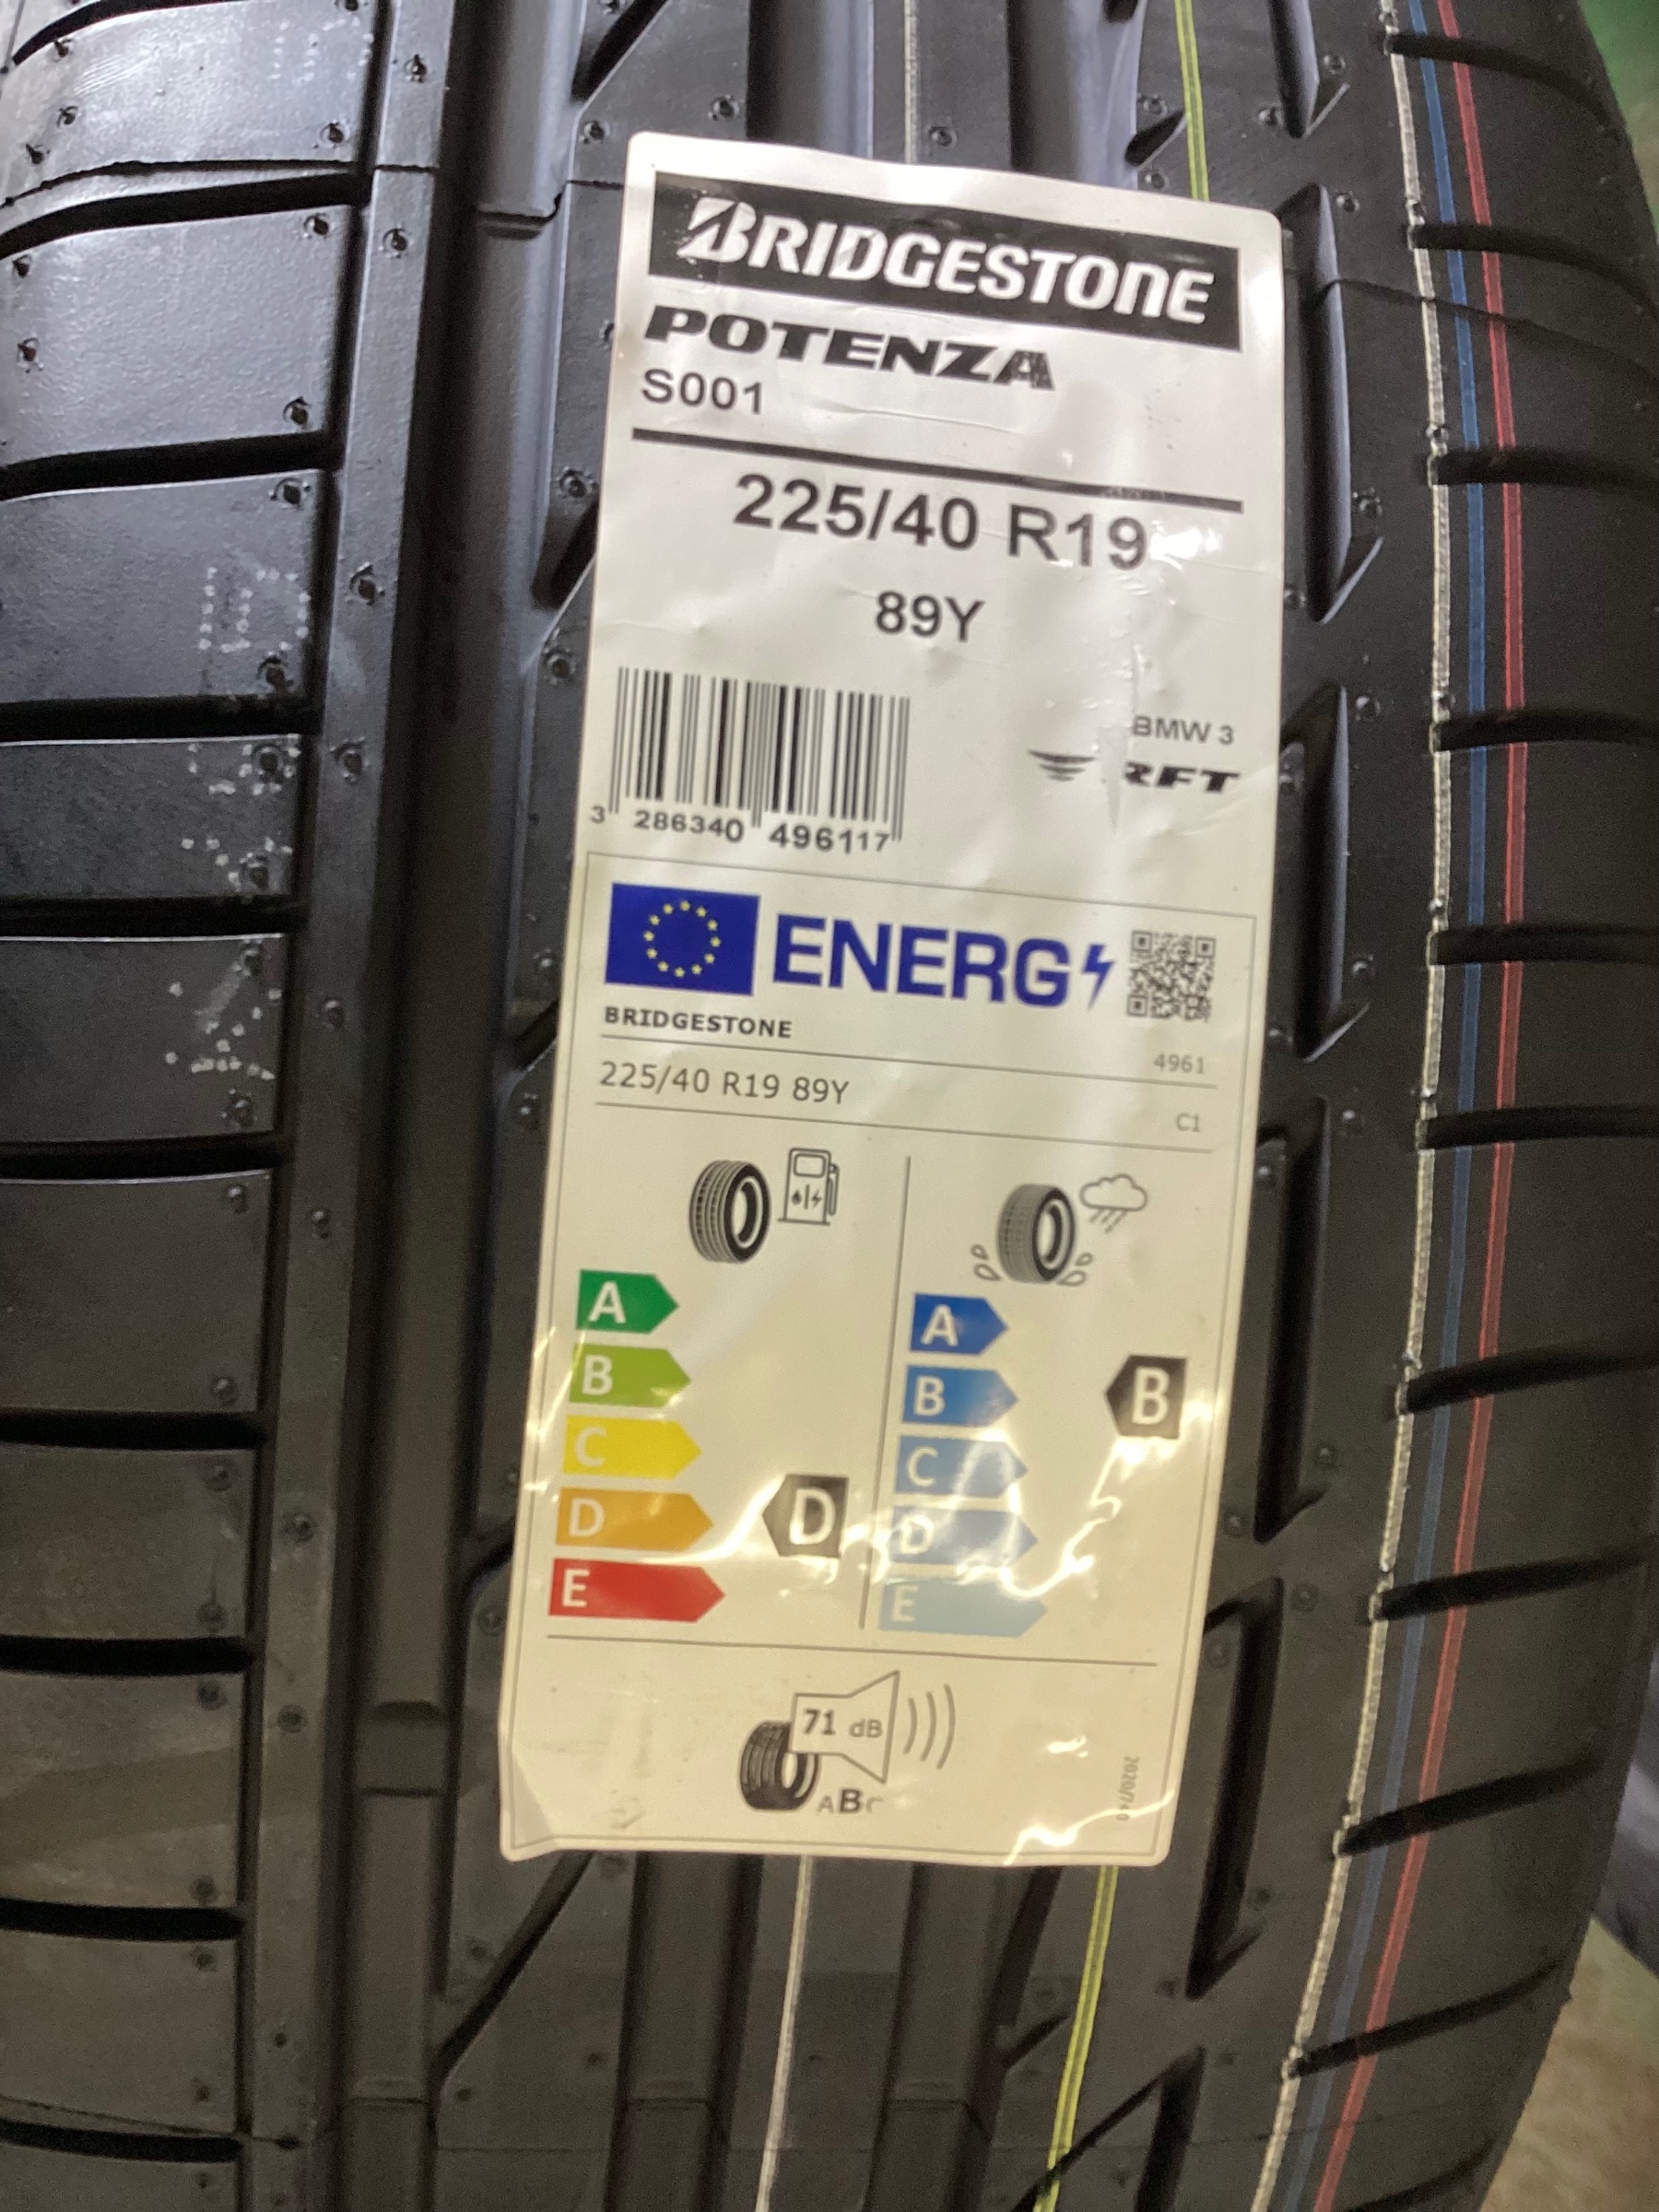 BRIDGESTONE
POTENZA
S001
225/40 R19
89Y
BMW 3
RFT
3 286340 496117
ENERG
BRIDGESTONE
4961
225/40 R19 89Y
C1
A
B
C
D
E
D
A
B
C
D
E
B
71 dB
ABC